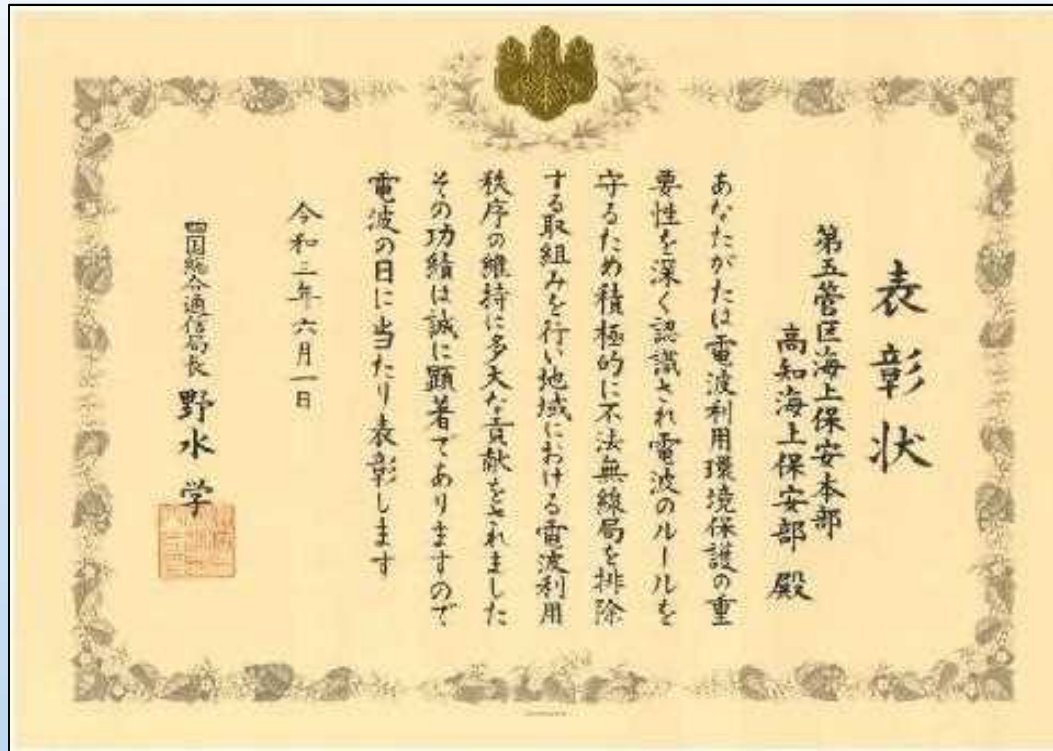 表彰状
第五管区海上保安本部
高知海上保安部 殿
あなたがたは電波利用環境保護の重
要性を深く認識され電波のルールを
守るため積極的に不法無線局を排除
する取組みを行い地域における電波利用
秩序の維持に多大な貢献をされました
その功績は誠に顕著でありますので
電波の日に当たり表彰します
令和三年六月一日
四国総合通信局長 野水 学